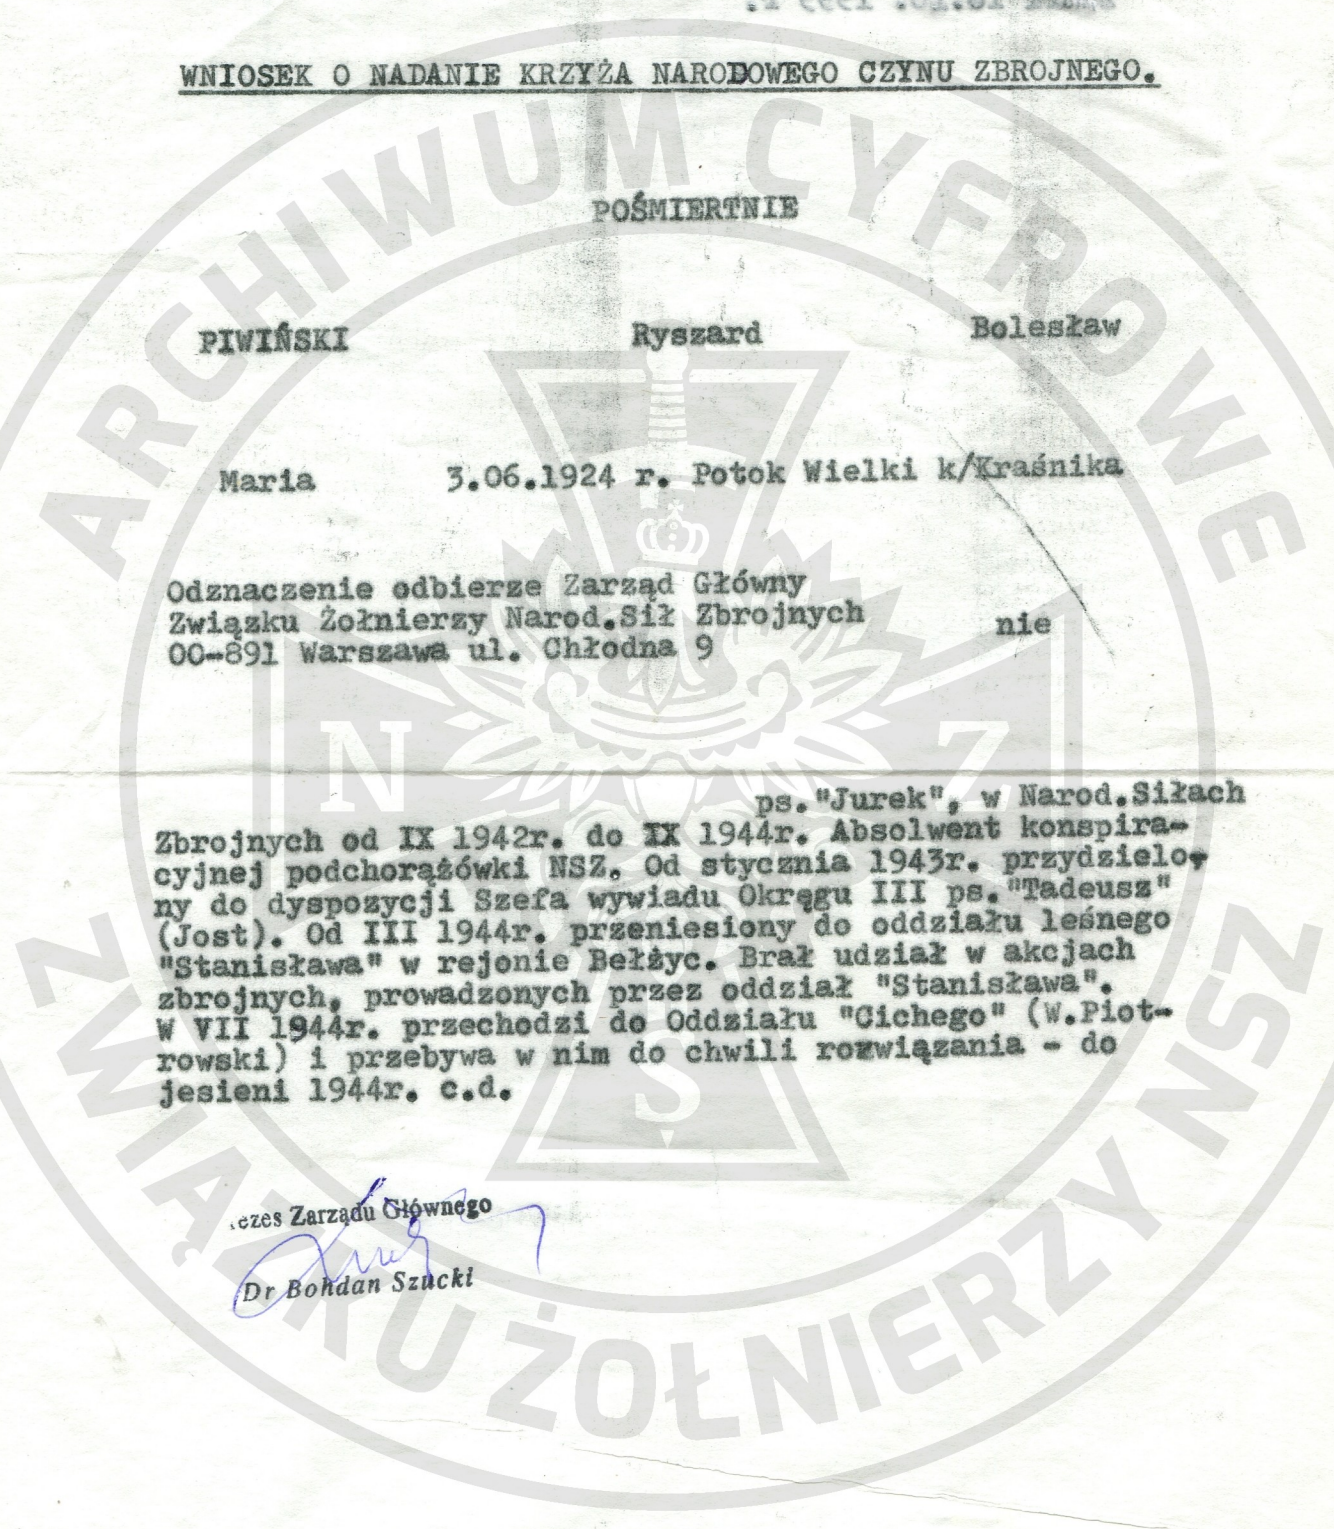 WNIOSEK O NADANIE KRZYŻA NARODOWEGO CZYNU ZBROJNEGO.
POŚMIERTNIE
PIWIŃSKI Ryszard Bolesław
Maria 3.06.1924 r. Potok Wielki k/Kraśnika
Odznaczenie odbierze Zarząd Główny
Związku Żołnierzy Narod.Sił Zbrojnych nie
00-891 Warszawa ul. Chłodna 9
ps."Jurek", w Narod.Siłach
Zbrojnych od IX 1942r. do IX 1944r. Absolwent konspira-
cyjnej podchorążówki NSZ. Od stycznia 1943r. przydzielo-
ny do dyspozycji Szefa wywiadu Okręgu III ps."Tadeusz"
(Jost). Od III 1944r. przeniesiony do oddziału leśnego
"Stanisława" w rejonie Bełżyc. Brał udział w akcjach
zbrojnych, prowadzonych przez oddział "Stanisława".
W VII 1944r. przechodzi do Oddziału "Cichego" (W.Piot-
rowski) i przebywa w nim do chwili rozwiązania - do
jesieni 1944r. c.d.
ezes Zarządu Głównego
Dr Bohdan Szucki
ARCHIWUM CYFROWE
ZWIĄZKU ŻOŁNIERZY NSZ
N Z
S